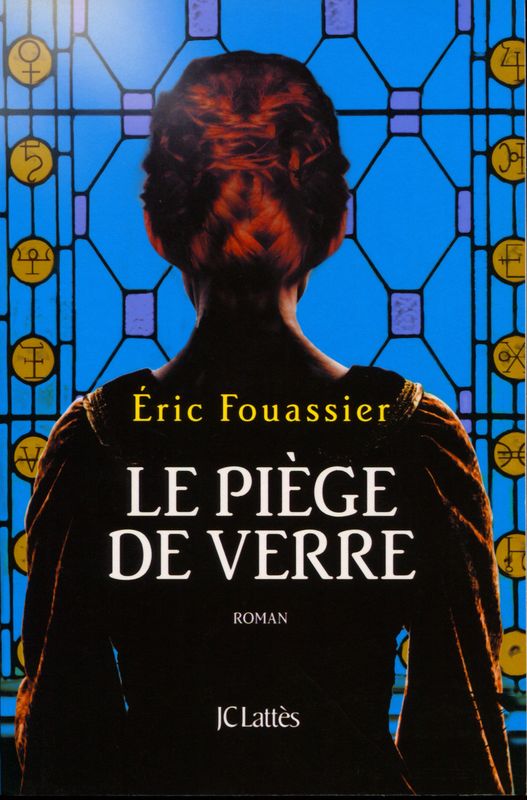 Éric Fouassier
LE PIÈGE
DE VERRE
ROMAN
JC Lattès